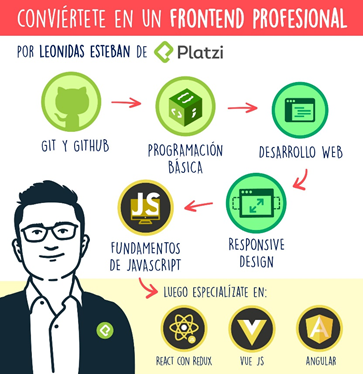 CONVIÉRTETE EN UN FRONTEND PROFESIONAL
POR LEONIDAS ESTEBAN DE Platzi
GIT Y GITHUB
PROGRAMACIÓN
BÁSICA
DESARROLLO WEB
JS
FUNDAMENTOS
DE JAVASCRIPT
RESPONSIVE
DESIGN
LUEGO ESPECIALÍZATE EN:
REACT CON REDUX
VUE JS
ANGULAR